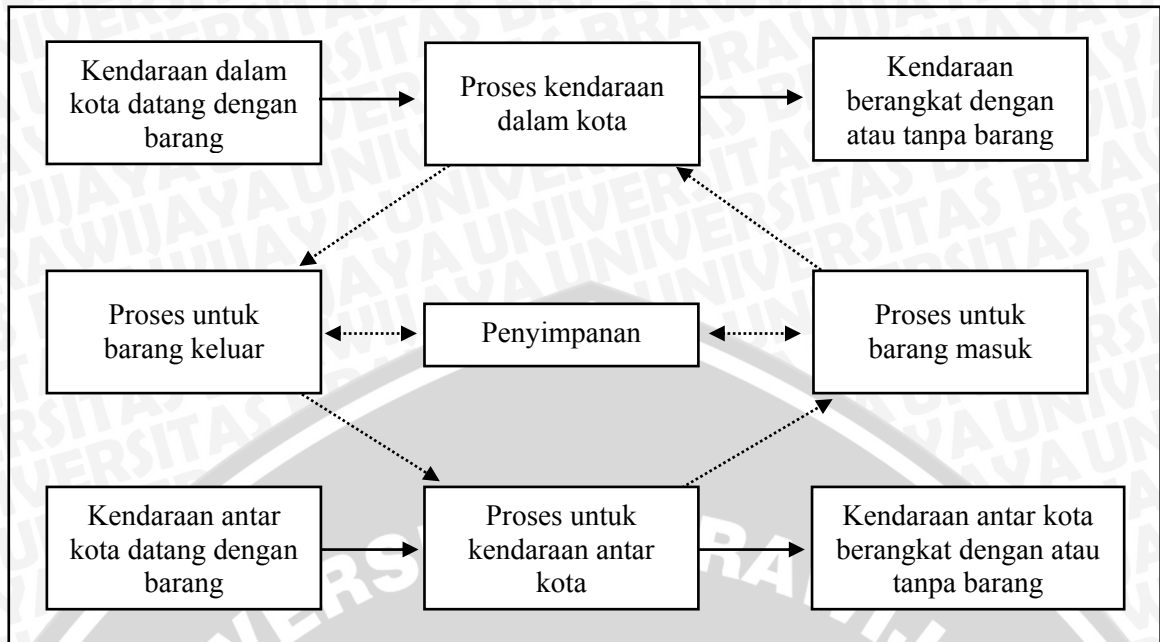 Kendaraan dalam
kota datang dengan
barang
Proses kendaraan
dalam kota
Kendaraan
berangkat dengan
atau tanpa barang
Proses untuk
barang keluar
Penyimpanan
Proses untuk
barang masuk
Kendaraan antar
kota datang dengan
barang
Proses untuk
kendaraan antar
kota
Kendaraan antar kota
berangkat dengan atau
tanpa barang